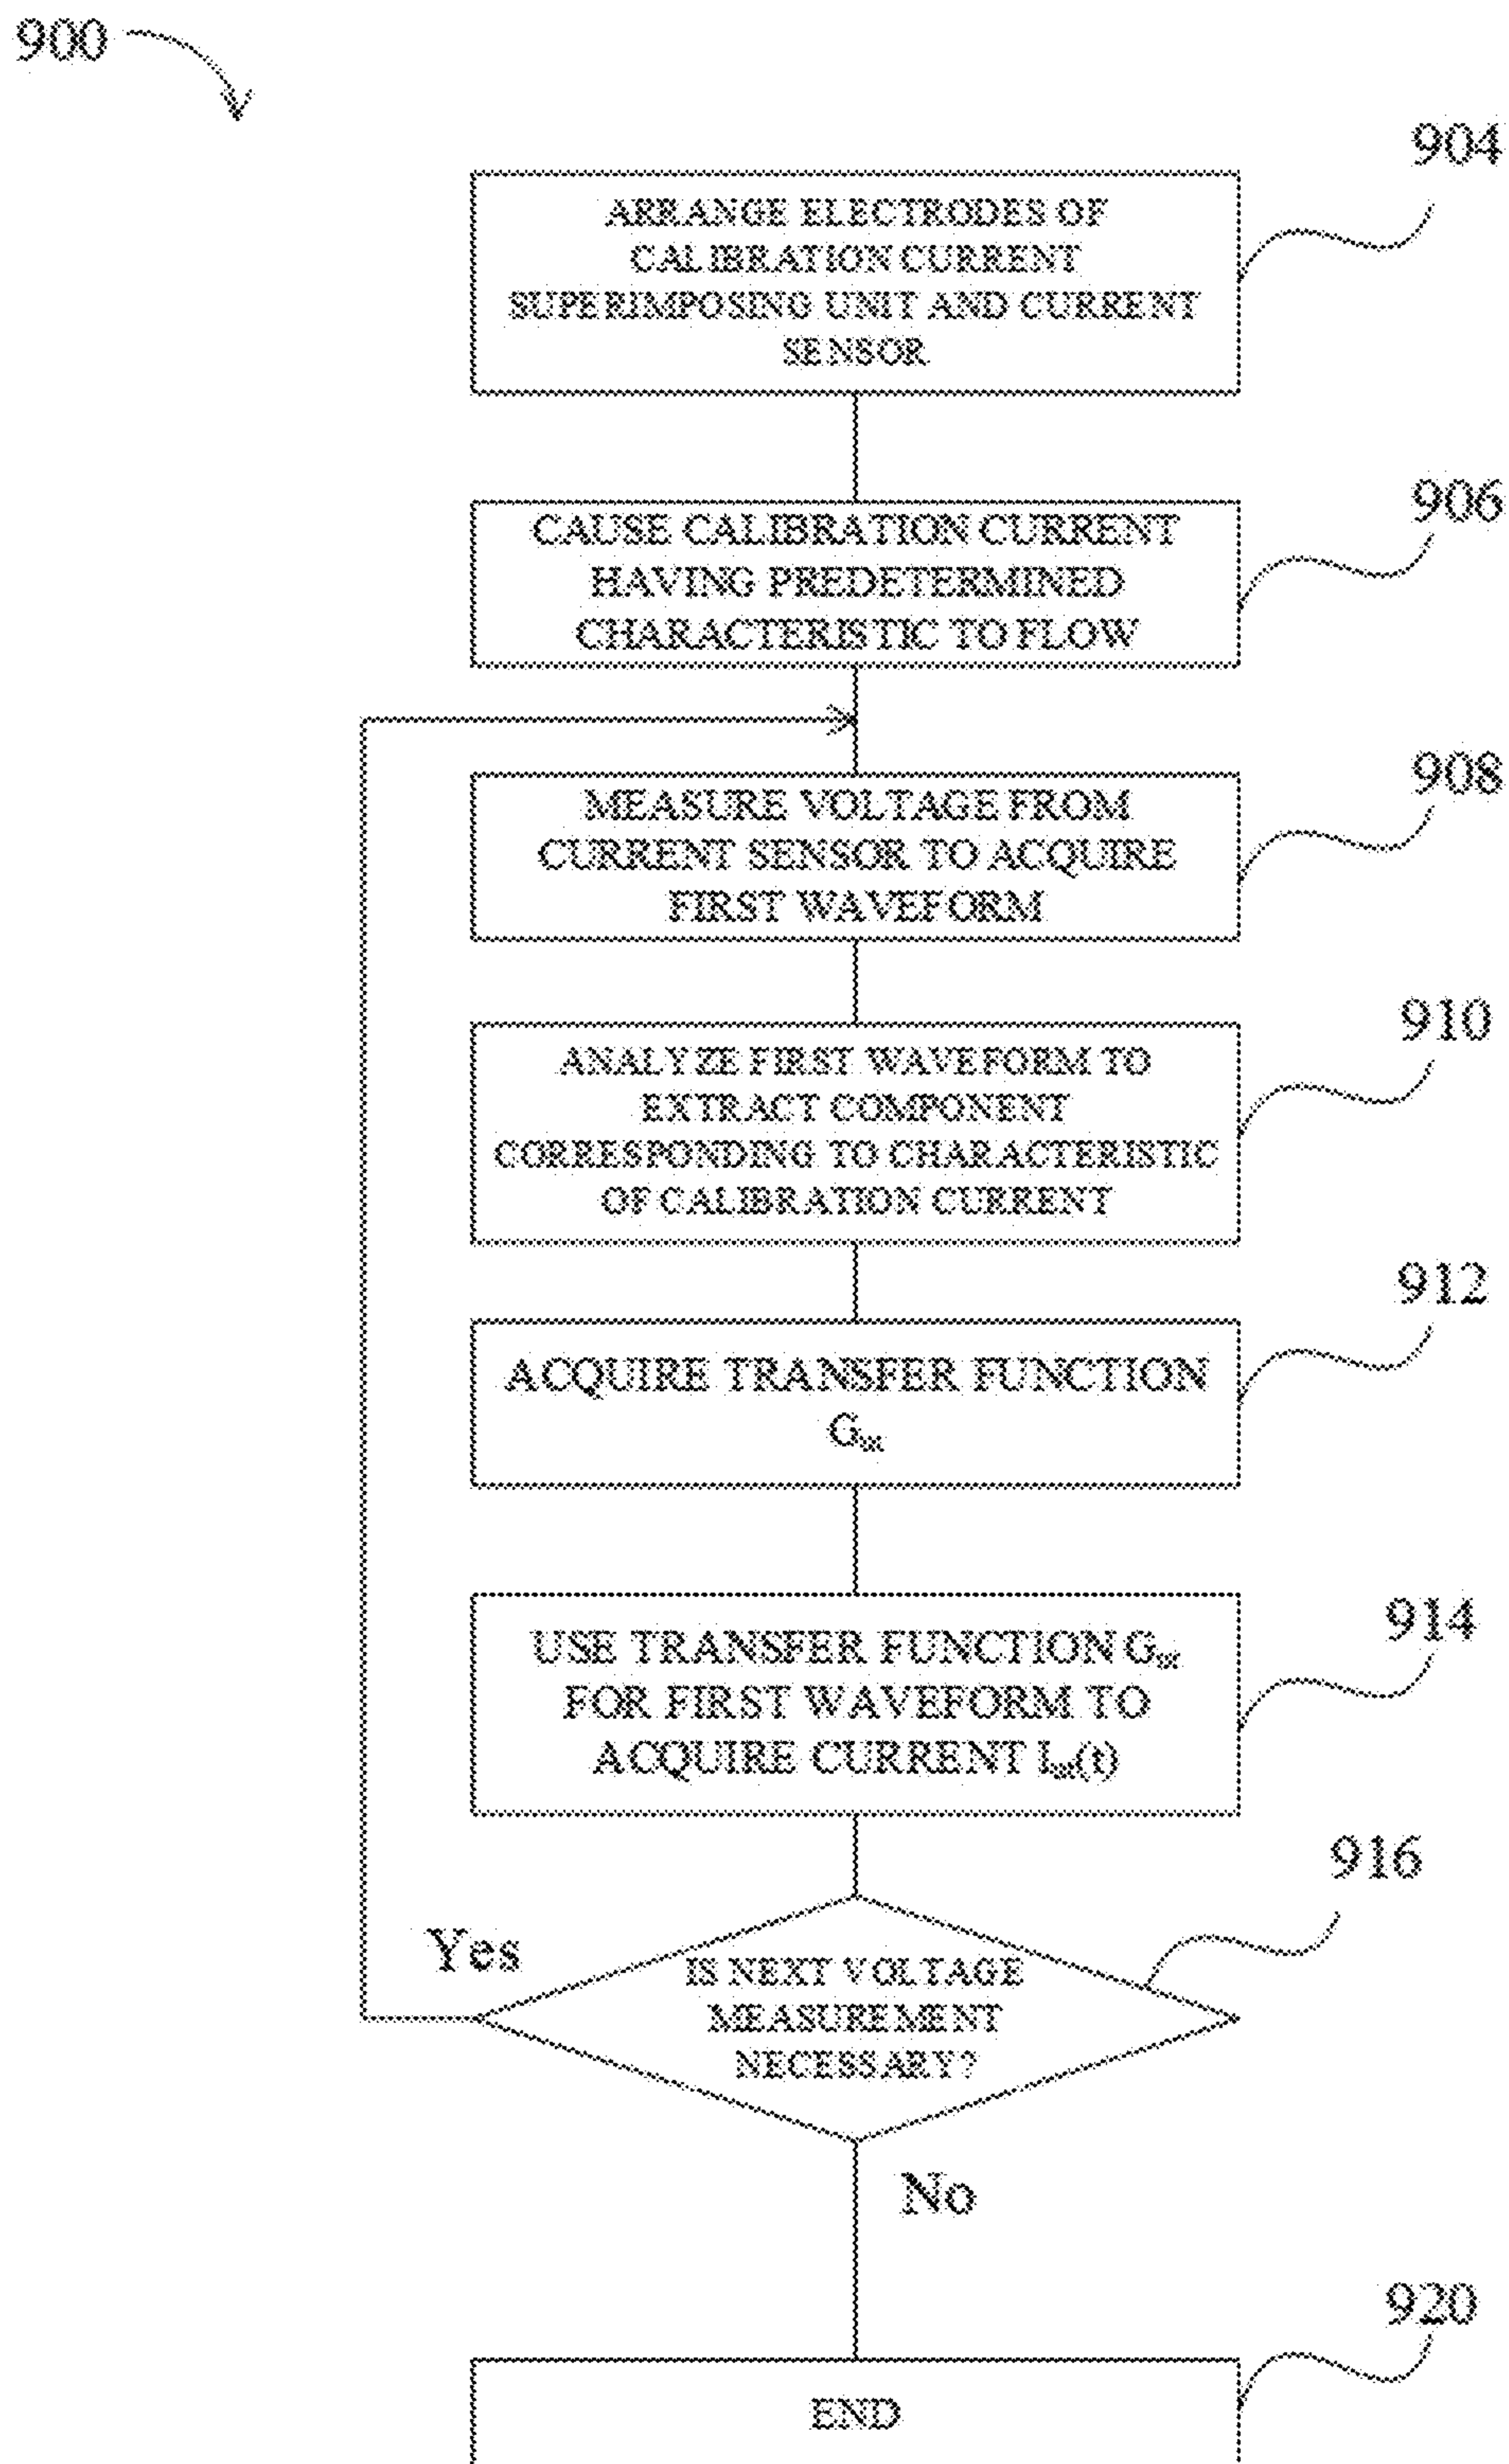 900
904
ARRANGE ELECTRODES OF
CALIBRATION CURRENT
SUPERIMPOSING UNIT AND CURRENT
SENSOR
906
CAUSE CALIBRATION CURRENT
HAVING PREDETERMINED
CHARACTERISTIC TO FLOW
908
MEASURE VOLTAGE FROM
CURRENT SENSOR TO ACQUIRE
FIRST WAVEFORM
910
ANALYZE FIRST WAVEFORM TO
EXTRACT COMPONENT
CORRESPONDING TO CHARACTERISTIC
OF CALIBRATION CURRENT
912
ACQUIRE TRANSFER FUNCTION
914
USE TRANSFER FUNCTION
FOR FIRST WAVEFORM TO
ACQUIRE CURRENT
916
Yes
IS NEXT VOLTAGE
MEASUREMENT
NECESSARY?
No
920
END